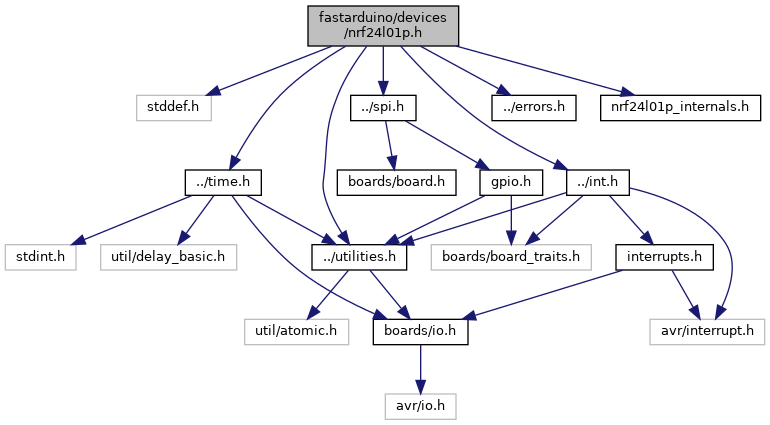 fastarduino/devices
/nrf24l01p.h
stddef.h
../spi.h
../errors.h
nrf24l01p_internals.h
../time.h
boards/board.h
gpio.h
../int.h
stdint.h
util/delay_basic.h
../utilities.h
boards/board_traits.h
interrupts.h
util/atomic.h
boards/io.h
avr/interrupt.h
avr/io.h